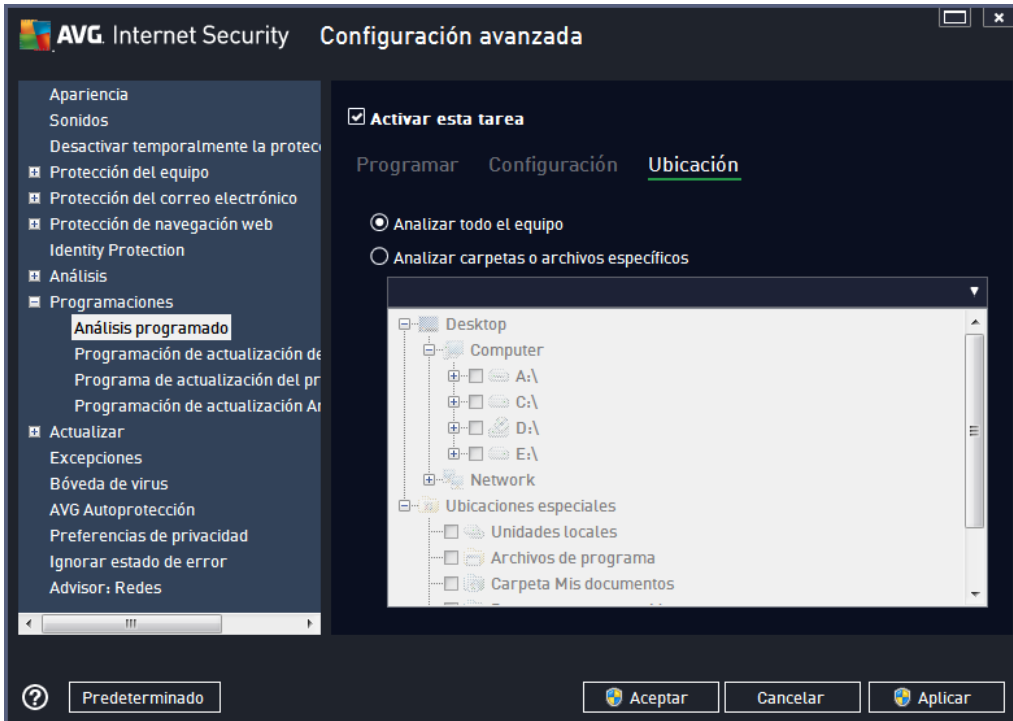 AVG. Internet Security Configuración avanzada
Apariencia
Sonidos
Desactivar temporalmente la protec
Protección del equipo
Protección del correo electrónico
Protección de navegación web
Identity Protection
Análisis
Programaciones
Análisis programado
Programación de actualización de
Programa de actualización del pr
Programación de actualización
Actualizar
Excepciones
Bóveda de virus
AVG Autoprotección
Preferencias de privacidad
Ignorar estado de error
Advisor: Redes
Activar esta tarea
Programar Configuración Ubicación
Analizar todo el equipo
Analizar carpetas o archivos específicos
Desktop
Computer
A:\
C:\
D:\
E:\
Network
Ubicaciones especiales
Unidades locales
Archivos de programa
Carpeta Mis documentos
Predeterminado
Aceptar Cancelar Aplicar